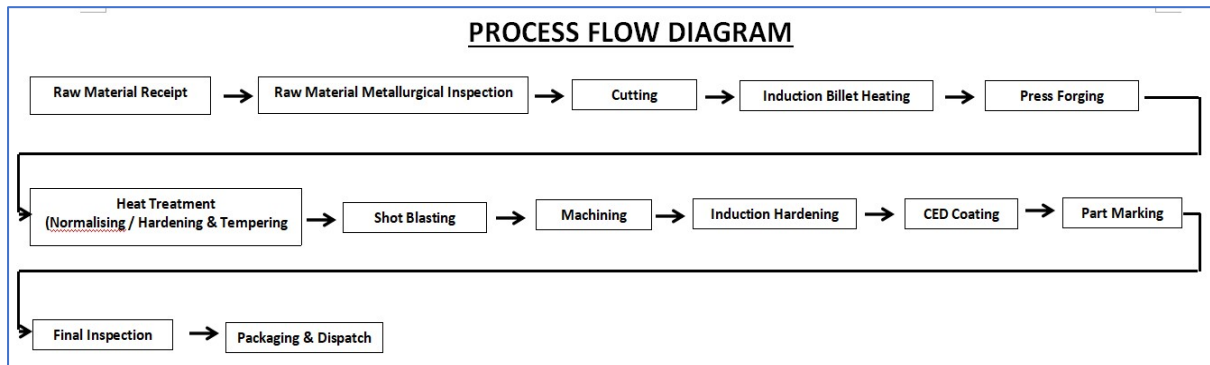 PROCESS FLOW DIAGRAM
Raw Material Receipt
Raw Material Metallurgical Inspection
Cutting
Induction Billet Heating
Press Forging
Heat Treatment
(Normalising / Hardening & Tempering
Shot Blasting
Machining
Induction Hardening
CED Coating
Part Marking
Final Inspection
Packaging & Dispatch